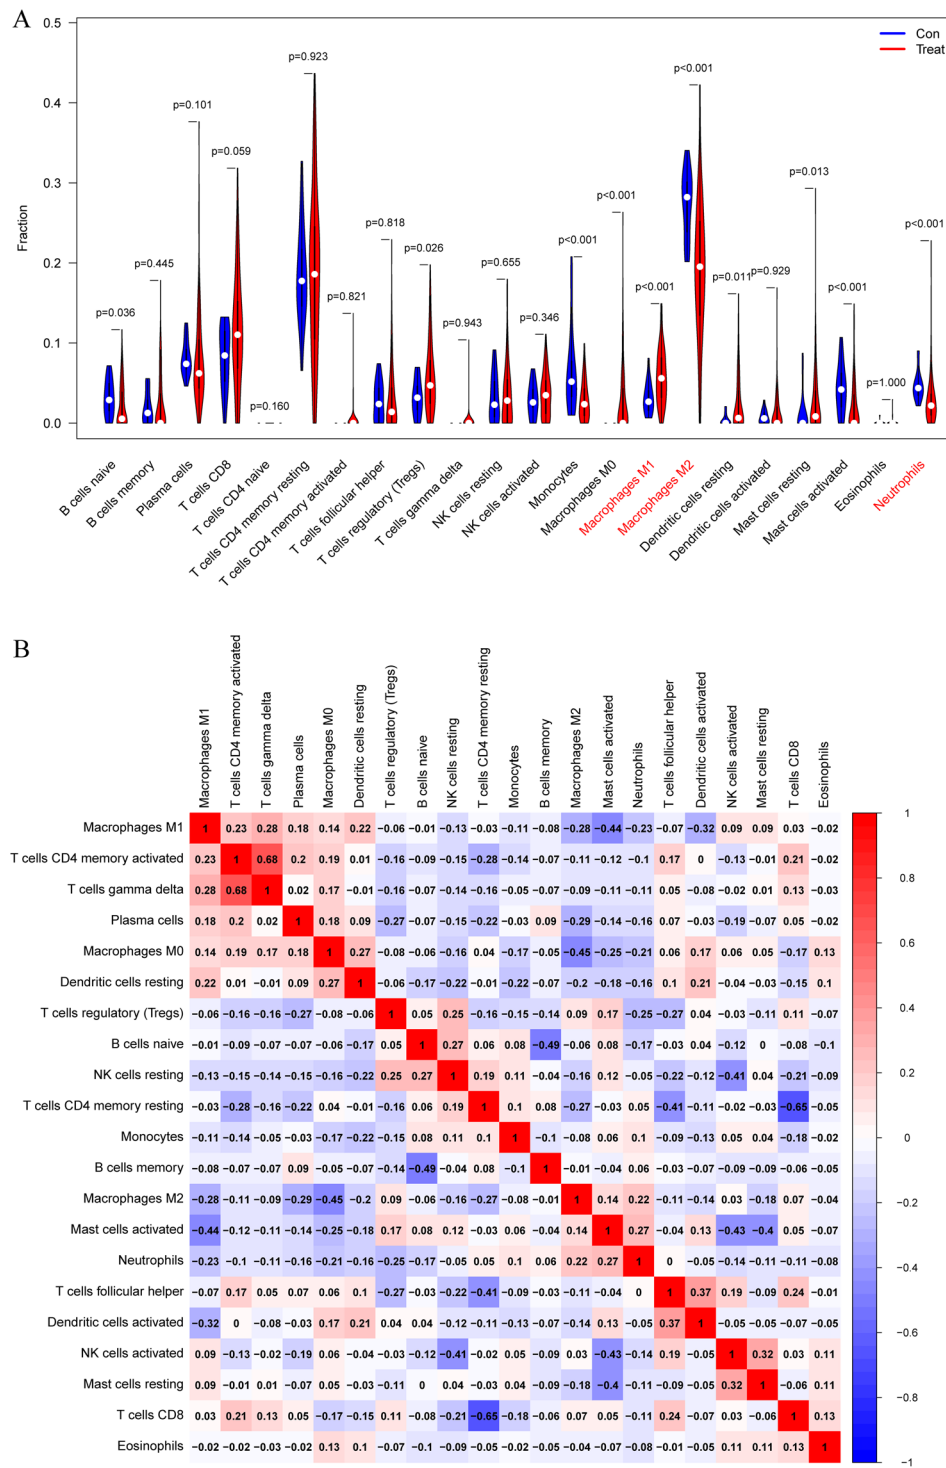 A
0.5
0.4
0.3
0.2
0.1
0.0
Fraction
Con
Treat
p=0.036
p=0.445
p=0.101
p=0.059
p=0.160
p=0.923
p=0.821
p=0.818
p=0.026
p=0.943
p=0.655
p=0.346
p<0.001
p<0.001
p<0.001
p<0.001
p=0.011
p=0.929
p=0.013
p<0.001
p=1.000
p<0.001
B cells naive
B cells memory
Plasma cells
T cells CD8
T cells CD4 naive
T cells CD4 memory resting
T cells CD4 memory activated
T cells follicular helper
T cells regulatory (Tregs)
T cells gamma delta
NK cells resting
NK cells activated
Monocytes
Macrophages M0
Macrophages M1
Macrophages M2
Dendritic cells resting
Dendritic cells activated
Mast cells resting
Mast cells activated
Eosinophils
Neutrophils
B
Macrophages M1
T cells CD4 memory activated
T cells gamma delta
Plasma cells
Macrophages M0
Dendritic cells resting
T cells regulatory (Tregs)
B cells naive
NK cells resting
T cells CD4 memory resting
Monocytes
B cells memory
Macrophages M2
Mast cells activated
Neutrophils
T cells follicular helper
Dendritic cells activated
NK cells activated
Mast cells resting
T cells CD8
Eosinophils
Macrophages M1 1 0.23 0.28 0.18 0.14 0.22 −0.06 −0.01 −0.13 −0.03 −0.11 −0.08 −0.28 −0.44 −0.23 −0.07 −0.32 0.09 0.09 0.03 −0.02
T cells CD4 memory activated 0.23 1 0.68 0.2 0.19 0.01 −0.16 −0.09 −0.15 −0.28 −0.14 −0.07 −0.11 −0.12 −0.1 0.17 0 −0.13 −0.01 0.21 −0.02
T cells gamma delta 0.28 0.68 1 0.02 0.17 −0.01 −0.16 −0.07 −0.14 −0.16 −0.05 −0.07 −0.09 −0.11 −0.11 0.05 −0.08 −0.02 0.01 0.13 −0.03
Plasma cells 0.18 0.2 0.02 1 0.18 0.09 −0.27 −0.07 −0.15 −0.22 −0.03 0.09 −0.29 −0.14 −0.16 0.07 −0.03 −0.19 −0.07 0.05 −0.02
Macrophages M0 0.14 0.19 0.17 0.18 1 0.27 −0.08 −0.06 −0.16 0.04 −0.17 −0.05 −0.45 −0.25 −0.21 0.06 0.17 0.06 0.05 −0.17 0.13
Dendritic cells resting 0.22 0.01 −0.01 0.09 0.27 1 −0.06 −0.17 −0.22 −0.01 −0.22 −0.07 −0.2 −0.18 −0.16 0.1 0.21 −0.04 −0.03 −0.15 0.1
T cells regulatory (Tregs) −0.06 −0.16 −0.16 −0.27 −0.08 −0.06 1 0.05 0.25 −0.16 −0.15 −0.14 0.09 0.17 −0.25 −0.27 0.04 −0.03 −0.11 0.11 −0.07
B cells naive −0.01 −0.09 −0.07 −0.07 −0.06 −0.17 0.05 1 0.27 0.06 0.08 −0.49 −0.06 0.08 −0.17 −0.03 0.04 −0.12 0 −0.08 −0.1
NK cells resting −0.13 −0.15 −0.14 −0.15 −0.16 −0.22 0.25 0.27 1 0.19 0.11 −0.04 −0.16 0.12 −0.05 −0.22 −0.12 −0.41 0.04 −0.21 −0.09
T cells CD4 memory resting −0.03 −0.28 −0.16 −0.22 0.04 −0.01 −0.16 0.06 0.19 1 0.1 0.08 −0.27 −0.03 0.05 −0.41 −0.11 −0.02 −0.03 −0.65 −0.05
Monocytes −0.11 −0.14 −0.05 −0.03 −0.17 −0.22 −0.15 0.08 0.11 0.1 1 −0.1 −0.08 0.06 0.1 −0.09 −0.13 0.05 0.04 −0.18 −0.02
B cells memory −0.08 −0.07 −0.07 0.09 −0.05 −0.07 −0.14 −0.49 −0.04 0.08 −0.1 1 −0.01 −0.04 0.06 −0.03 −0.07 −0.09 −0.09 −0.06 −0.05
Macrophages M2 −0.28 −0.11 −0.09 −0.29 −0.45 −0.2 0.09 −0.06 −0.16 −0.27 −0.08 −0.01 1 0.14 0.22 −0.11 −0.14 0.03 −0.18 0.07 −0.04
Mast cells activated −0.44 −0.12 −0.11 −0.14 −0.25 −0.18 0.17 0.08 0.12 −0.03 0.06 −0.04 0.14 1 0.27 −0.04 0.13 −0.43 −0.4 0.05 −0.07
Neutrophils −0.23 −0.1 −0.11 −0.16 −0.21 −0.16 −0.25 −0.17 −0.05 0.05 0.1 0.06 0.22 0.27 1 0 −0.05 −0.14 −0.11 −0.11 −0.08
T cells follicular helper −0.07 0.17 0.05 0.07 0.06 0.1 −0.27 −0.03 −0.22 −0.41 −0.09 −0.03 −0.11 −0.04 0 1 0.37 0.19 −0.09 0.24 −0.01
Dendritic cells activated −0.32 0 −0.08 −0.03 0.17 0.21 0.04 0.04 −0.12 −0.11 −0.13 −0.07 −0.14 0.13 −0.05 0.37 1 −0.05 −0.05 −0.07 −0.05
NK cells activated 0.09 −0.13 −0.02 −0.19 0.06 −0.04 −0.03 −0.12 −0.41 −0.02 0.05 −0.09 0.03 −0.43 −0.14 0.19 −0.05 1 0.32 0.03 0.11
Mast cells resting 0.09 −0.01 0.01 −0.07 0.05 −0.03 −0.11 0 0.04 −0.03 0.04 −0.09 −0.18 −0.4 −0.11 −0.09 −0.05 0.32 1 −0.06 0.11
T cells CD8 0.03 0.21 0.13 0.05 −0.17 −0.15 0.11 −0.08 −0.21 −0.65 −0.18 −0.06 0.07 0.05 −0.11 0.24 −0.07 0.03 −0.06 1 0.13
Eosinophils −0.02 −0.02 −0.03 −0.02 0.13 0.1 −0.07 −0.1 −0.09 −0.05 −0.02 −0.05 −0.04 −0.07 −0.08 −0.01 −0.05 0.11 0.11 0.13 1
1
0.8
0.6
0.4
0.2
0
−0.2
−0.4
−0.6
−0.8
−1